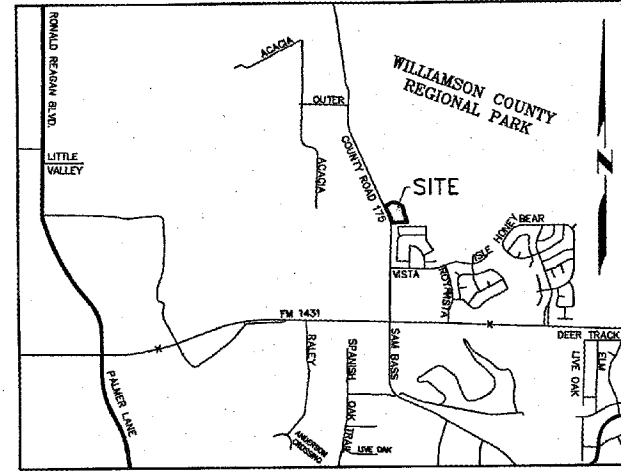 RONALD REAGAN BLVD.
ACACIA
OUTER
ACACIA
WILLIAMSON COUNTY
REGIONAL PARK
N
LITTLE
VALLEY
COUNTY ROAD 175
SITE
VISTA
ISLE
HONEY
BEAR
VISTA
FM 1431
DEER TRACK
RALEY
SPANISH OAK TRAIL
SAM BASS
LIVE OAK
ELM
PALMER LANE
ANDERSON
CROSSING
LIVE OAK